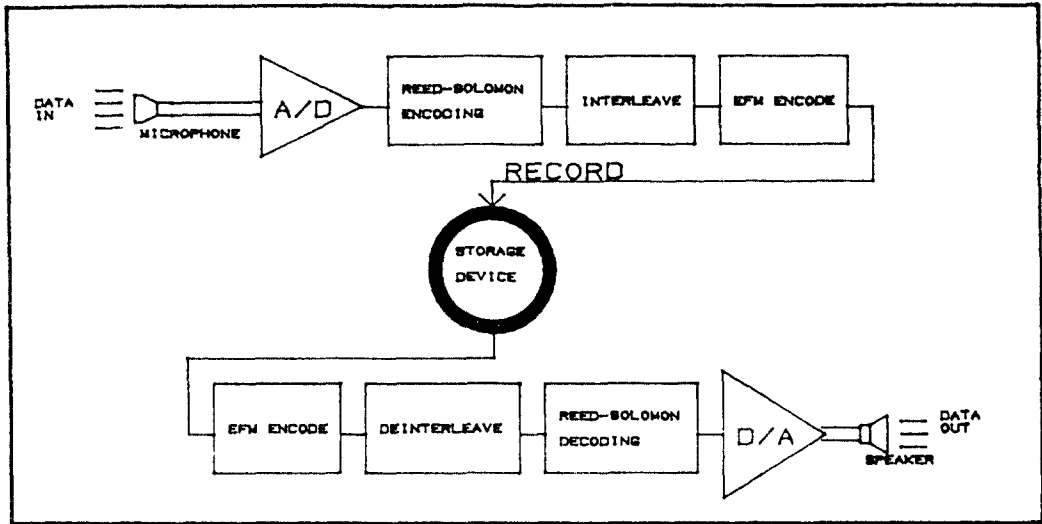 DATA
IN
MICROPHONE
A/D
REED-SOLOMON
ENCODING
INTERLEAVE
EFM ENCODE
RECORD
STORAGE
DEVICE
EFM ENCODE
DEINTERLEAVE
REED-SOLOMON
DECODING
D/A
SPEAKER
DATA
OUT